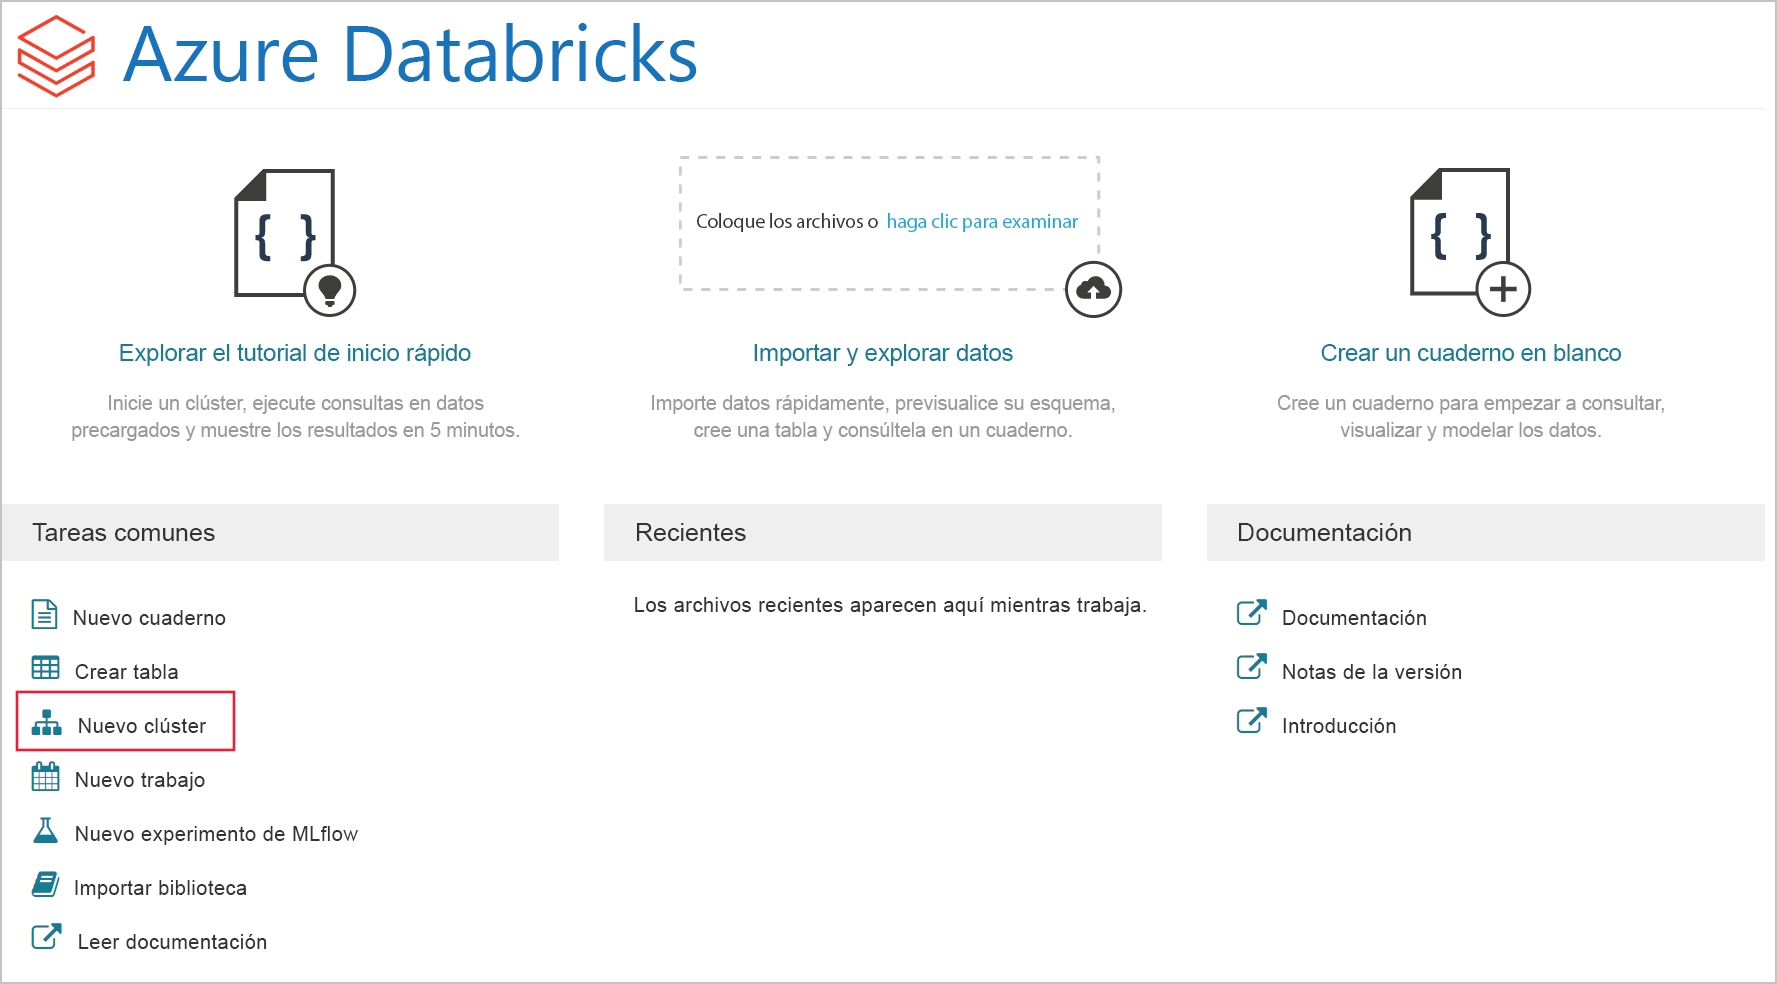 Azure Databricks
{ }
Coloque los archivos o haga clic para examinar
{ }
Explorar el tutorial de inicio rápido
Inicie un clúster, ejecute consultas en datos
precargados y muestre los resultados en 5 minutos.
Importar y explorar datos
Importe datos rápidamente, previsualice su esquema,
cree una tabla y consúltela en un cuaderno.
Crear un cuaderno en blanco
Cree un cuaderno para empezar a consultar,
visualizar y modelar los datos.
Tareas comunes
Nuevo cuaderno
Crear tabla
Nuevo clúster
Nuevo trabajo
Nuevo experimento de MLflow
Importar biblioteca
Leer documentación
Recientes
Los archivos recientes aparecen aquí mientras trabaja.
Documentación
Documentación
Notas de la versión
Introducción